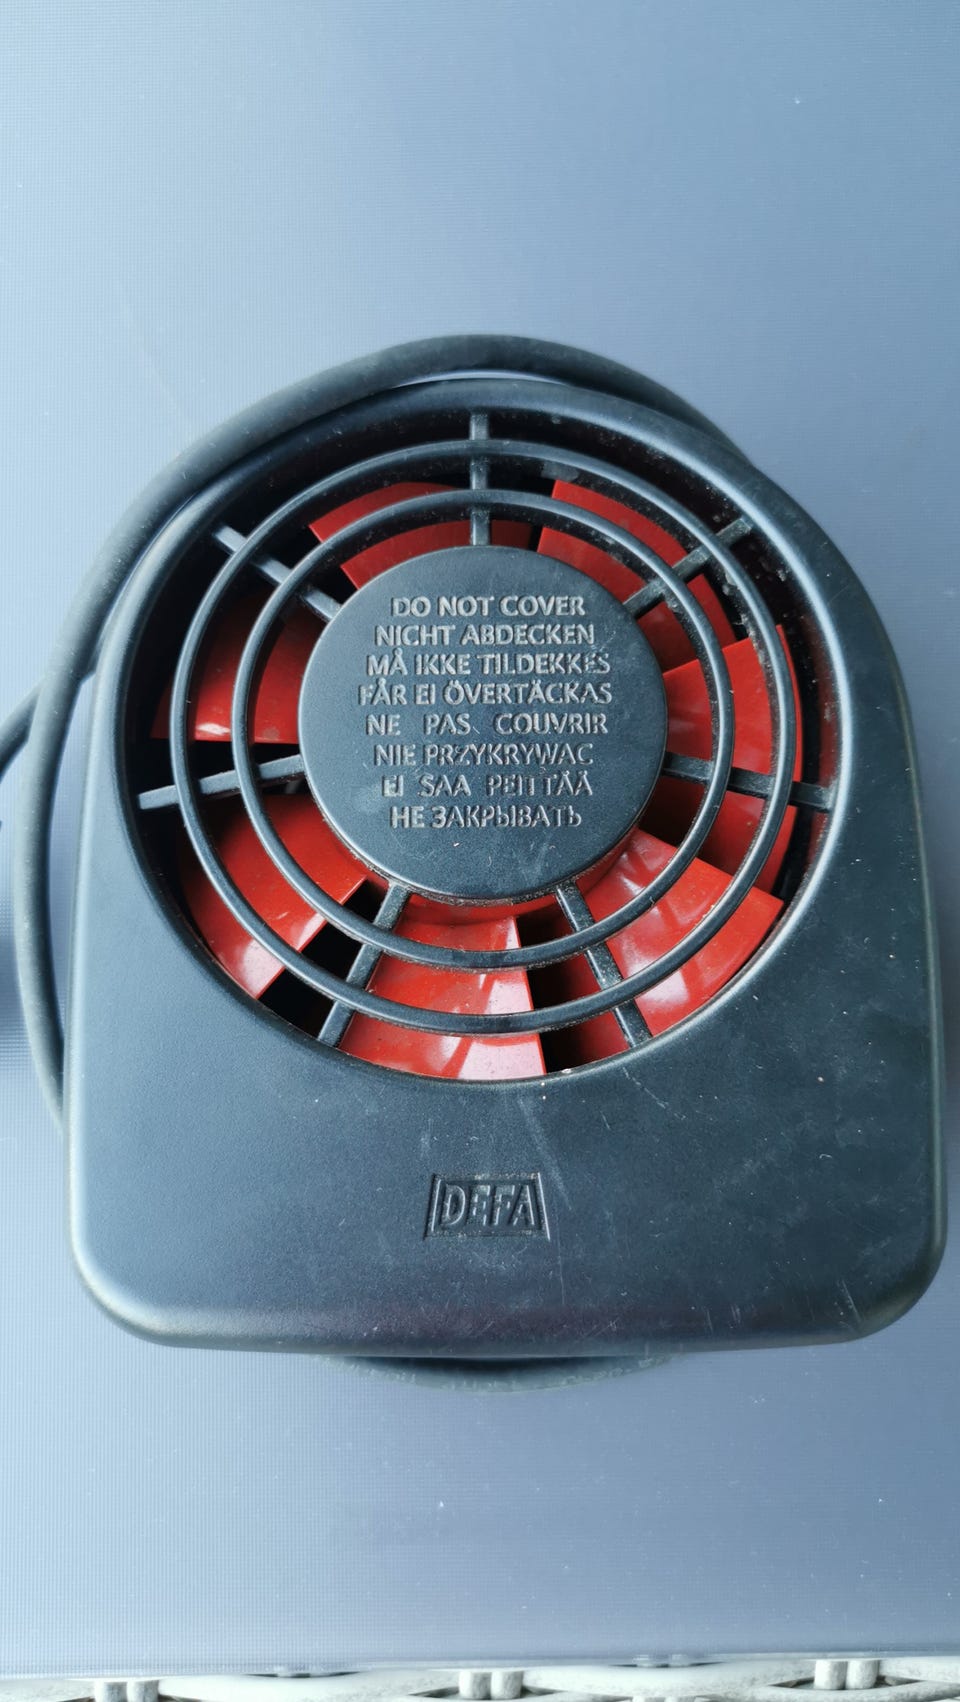 DO NOT COVER
NICHT ABDECKEN
MÅ IKKE TILDEKKES
FÅR EJ ÖVERTÄCKAS
NE PAS COUVRIR
NIE PRZYKRYWAC
EI SAA PEITTÄÄ
НЕ ЗАКРЫВАТЬ
DEFA